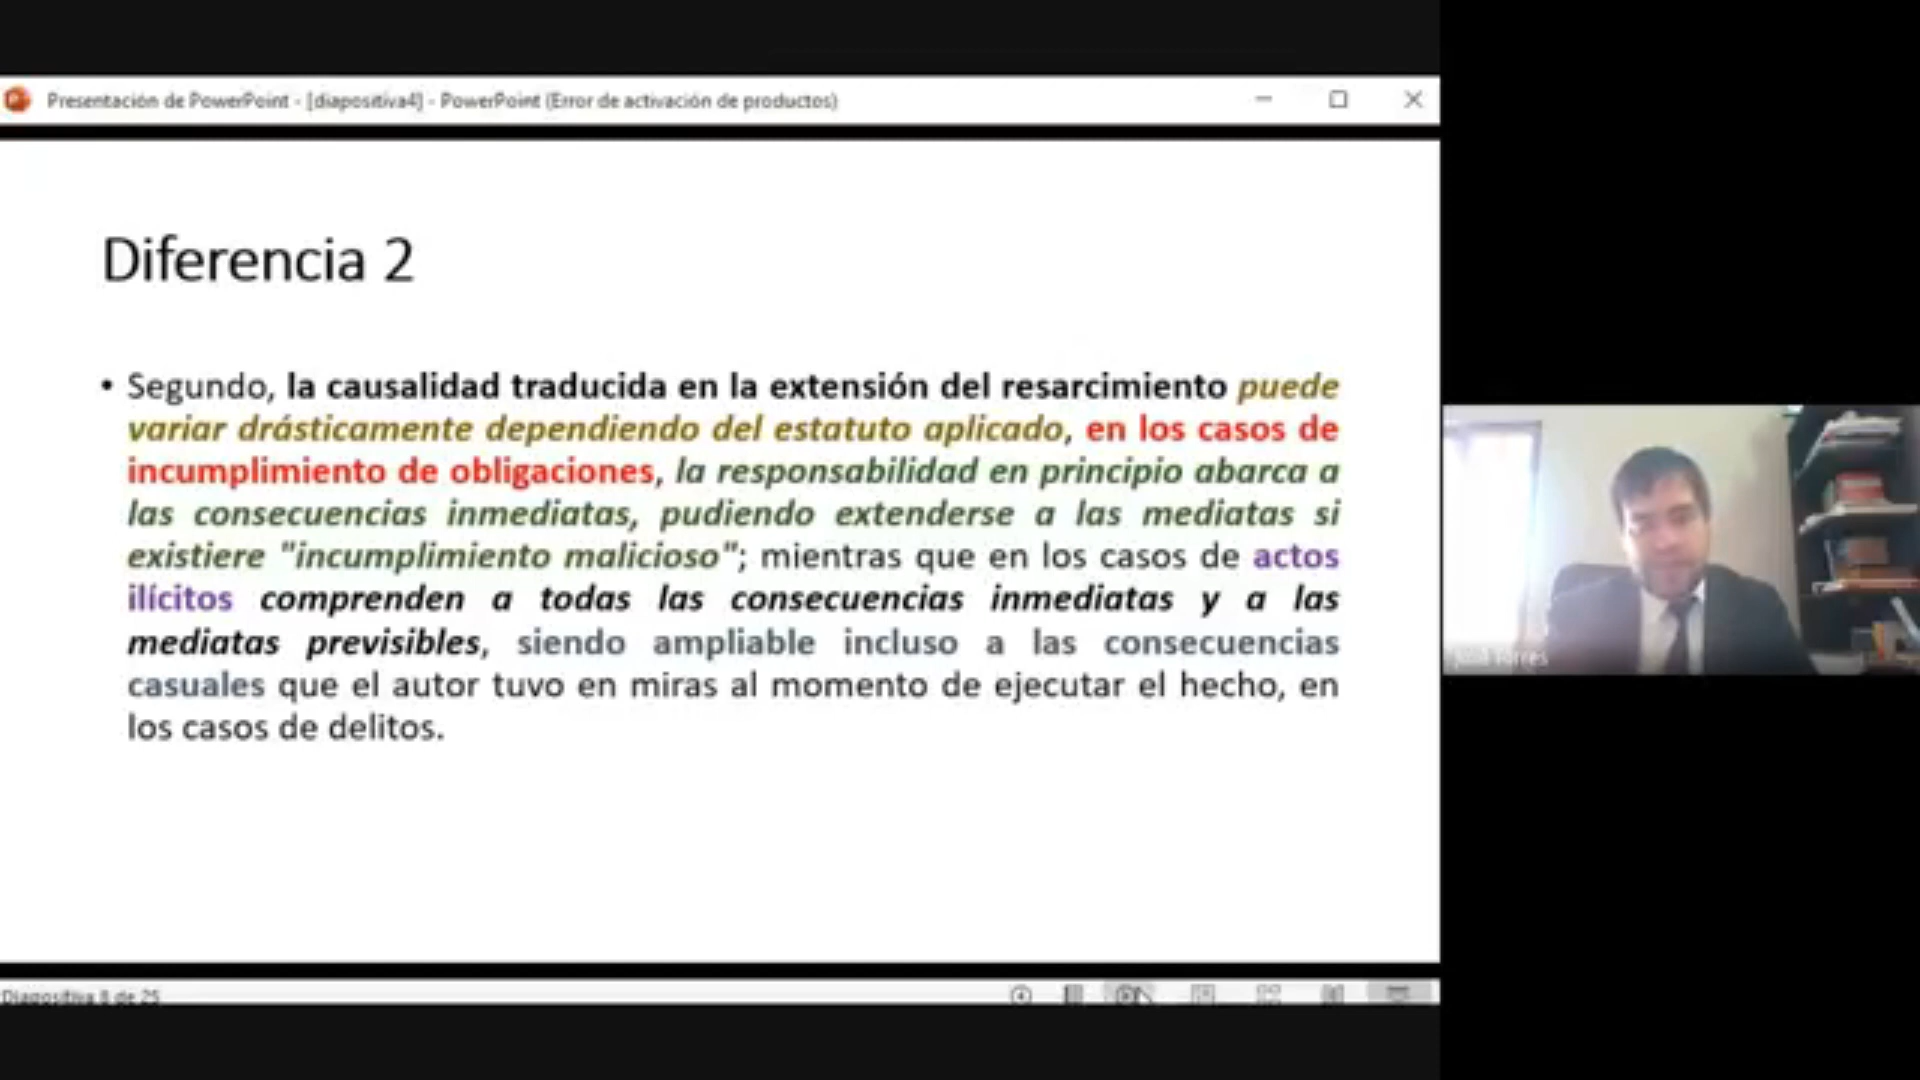 Presentación de PowerPoint - [diapositiva4] - PowerPoint (Error de activación de productos)
Diferencia 2
• Segundo, la causalidad traducida en la extensión del resarcimiento puede
variar drásticamente dependiendo del estatuto aplicado, en los casos de
incumplimiento de obligaciones, la responsabilidad en principio abarca a
las consecuencias inmediatas, pudiendo extenderse a las mediatas si
existiere "incumplimiento malicioso"; mientras que en los casos de actos
ilícitos comprenden a todas las consecuencias inmediatas y a las
mediatas previsibles, siendo ampliable incluso a las consecuencias
casuales que el autor tuvo en miras al momento de ejecutar el hecho, en
los casos de delitos.
Torres
Diapositiva 8 de 25